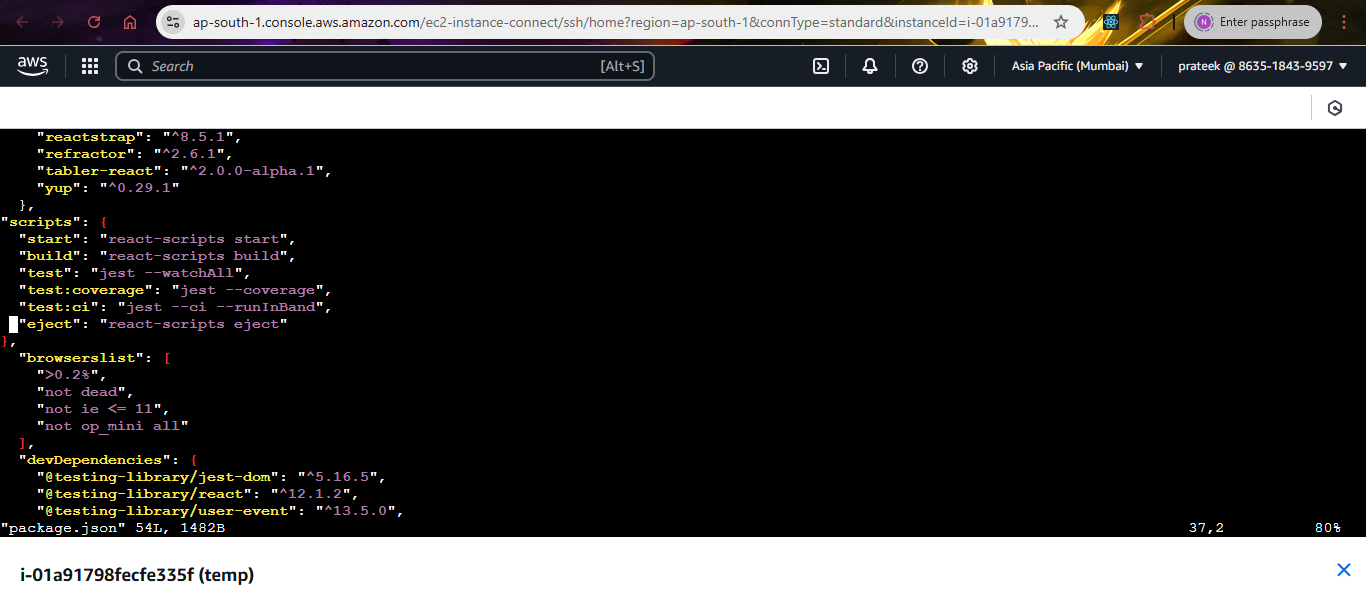 ap-south-1.console.aws.amazon.com/ec2-instance-connect/ssh/home?region=ap-south-1&connType=standard&instanceId=i-01a9179...
N Enter passphrase
aws Search [Alt+S] Asia Pacific (Mumbai) ▼ prateek @ 8635-1843-9597 ▼
    "reactstrap": "^8.5.1",
    "refractor": "^2.6.1",
    "tabler-react": "^2.0.0-alpha.1",
    "yup": "^0.29.1"
  },
"scripts": {
  "start": "react-scripts start",
  "build": "react-scripts build",
  "test": "jest --watchAll",
  "test:coverage": "jest --coverage",
  "test:ci": "jest --ci --runInBand",
  "eject": "react-scripts eject"
},
  "browserslist": [
    ">0.2%",
    "not dead",
    "not ie <= 11",
    "not op_mini all"
  ],
  "devDependencies": {
    "@testing-library/jest-dom": "^5.16.5",
    "@testing-library/react": "^12.1.2",
    "@testing-library/user-event": "^13.5.0",
"package.json" 54L, 1482B 37,2 80%
i-01a91798fecfe335f (temp)